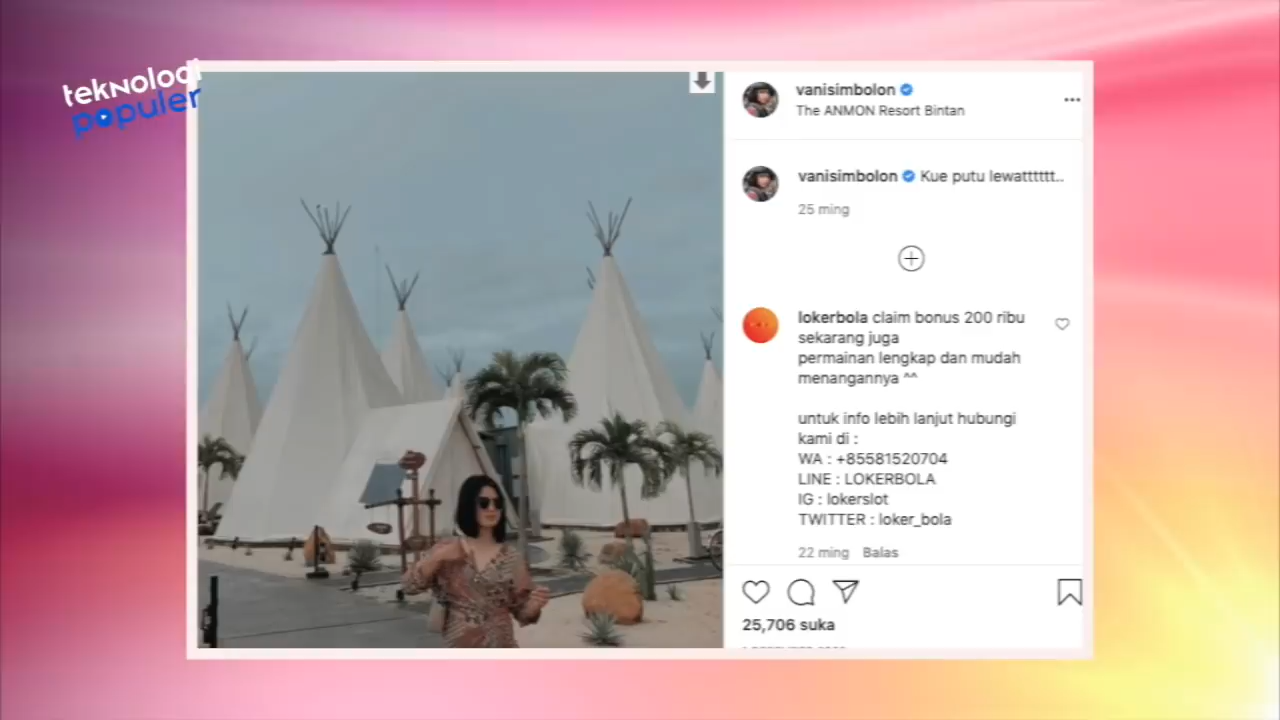 teknologi
populer
vanisimbolon
The ANMON Resort Bintan
vanisimbolon Kue putu lewatttttt..
25 ming
lokerbola claim bonus 200 ribu
sekarang juga
permainan lengkap dan mudah
menangannya ^^
untuk info lebih lanjut hubungi
kami di :
WA : +85581520704
LINE : LOKERBOLA
IG : lokerslot
TWITTER : loker_bola
22 ming Balas
25,706 suka